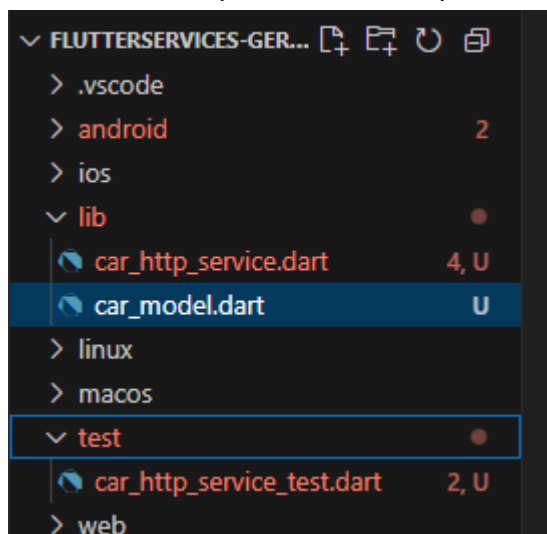 FLUTTERSERVICES-GER...
.vscode
android 2
ios
lib
car_http_service.dart 4, U
car_model.dart U
linux
macos
test
car_http_service_test.dart 2, U
web